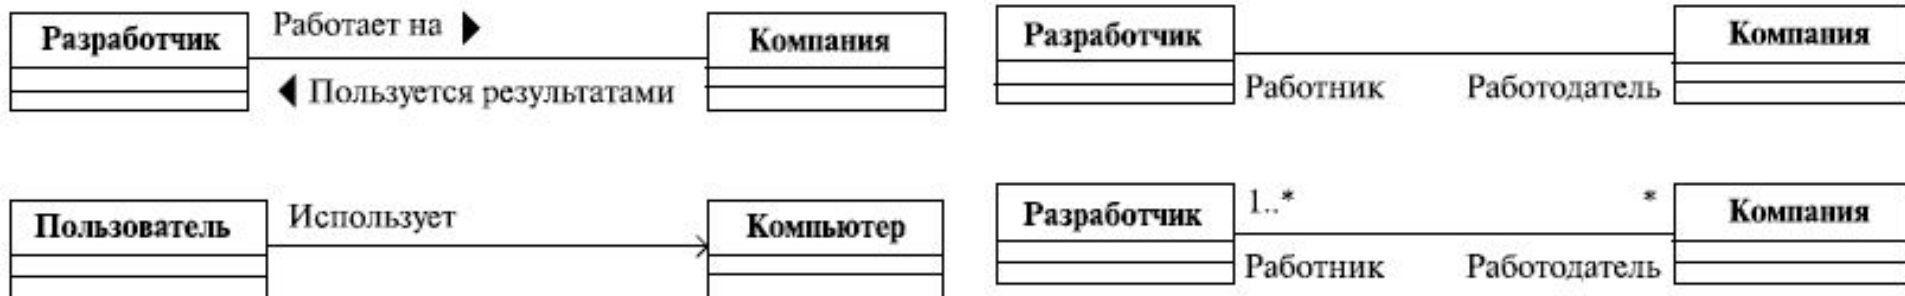 Разработчик
Работает на
Компания
Пользуется результатами
Разработчик
Компания
Работник
Работодатель
Пользователь
Использует
Компьютер
Разработчик
1..*
*
Компания
Работник
Работодатель